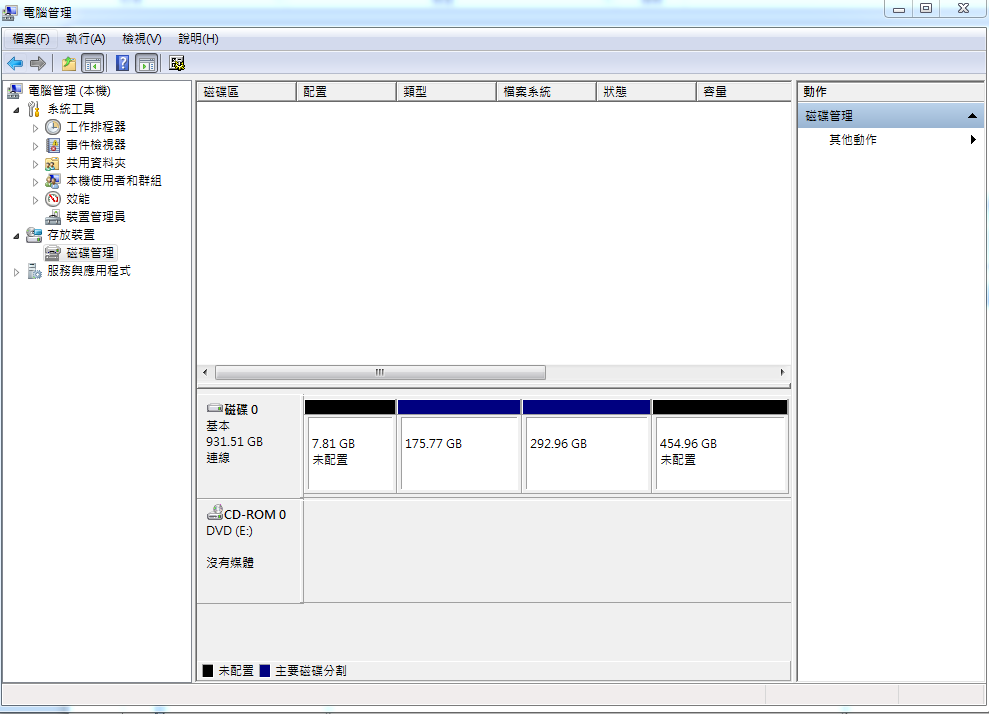 電腦管理
檔案(F) 執行(A) 檢視(V) 說明(H)
電腦管理 (本機)
系統工具
工作排程器
事件檢視器
共用資料夾
本機使用者和群組
效能
裝置管理員
存放裝置
磁碟管理
服務與應用程式
磁碟區 配置 類型 檔案系統 狀態 容量
磁碟 0
基本
931.51 GB
連線
7.81 GB
未配置
175.77 GB
292.96 GB
454.96 GB
未配置
CD-ROM 0
DVD (E:)
沒有媒體
未配置 主要磁碟分割
動作
磁碟管理
其他動作